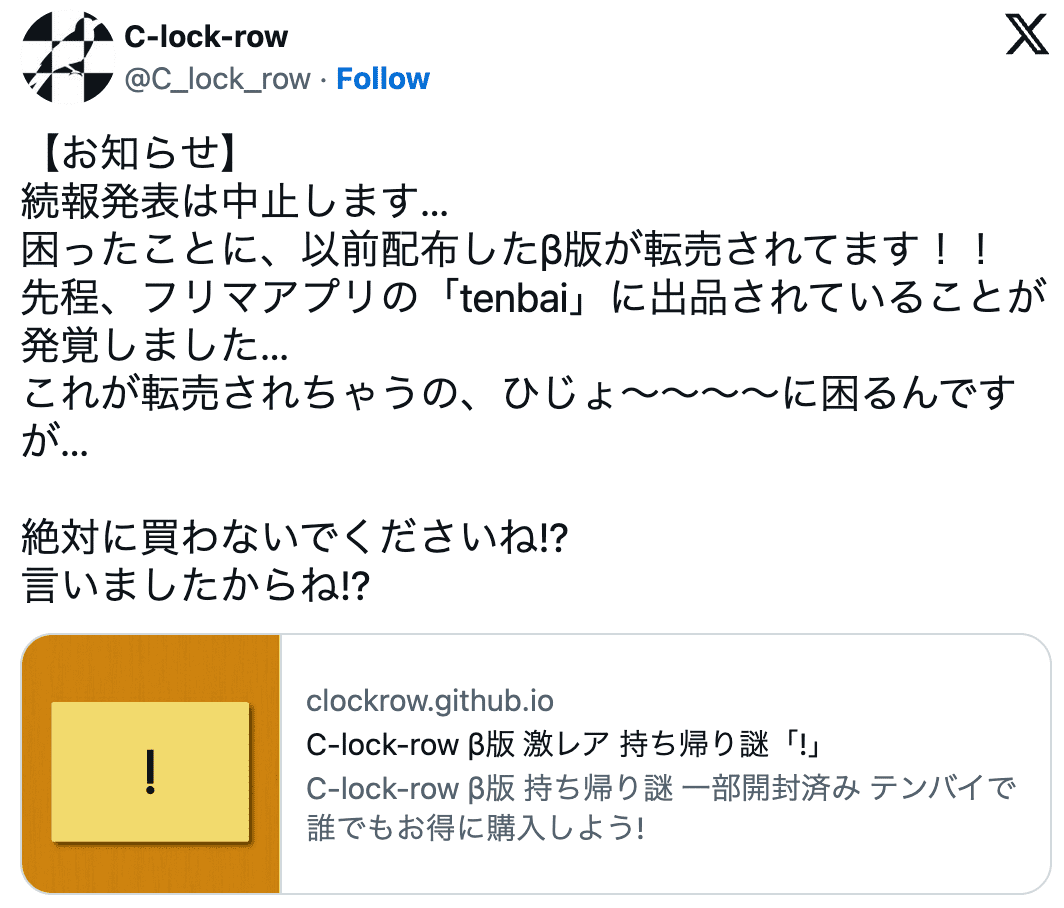 C-lock-row
@C_lock_row · Follow
【お知らせ】
続報発表は中止します...
困ったことに、以前配布したβ版が転売されてます！！
先程、フリマアプリの「tenbai」に出品されていることが
発覚しました...
これが転売されちゃうの、ひじょ〜〜〜〜に困るんです
が...
絶対に買わないでくださいね!?
言いましたからね!?
!
clockrow.github.io
C-lock-row β版 激レア 持ち帰り謎「!」
C-lock-row β版 持ち帰り謎 一部開封済み テンバイで
誰でもお得に購入しよう!